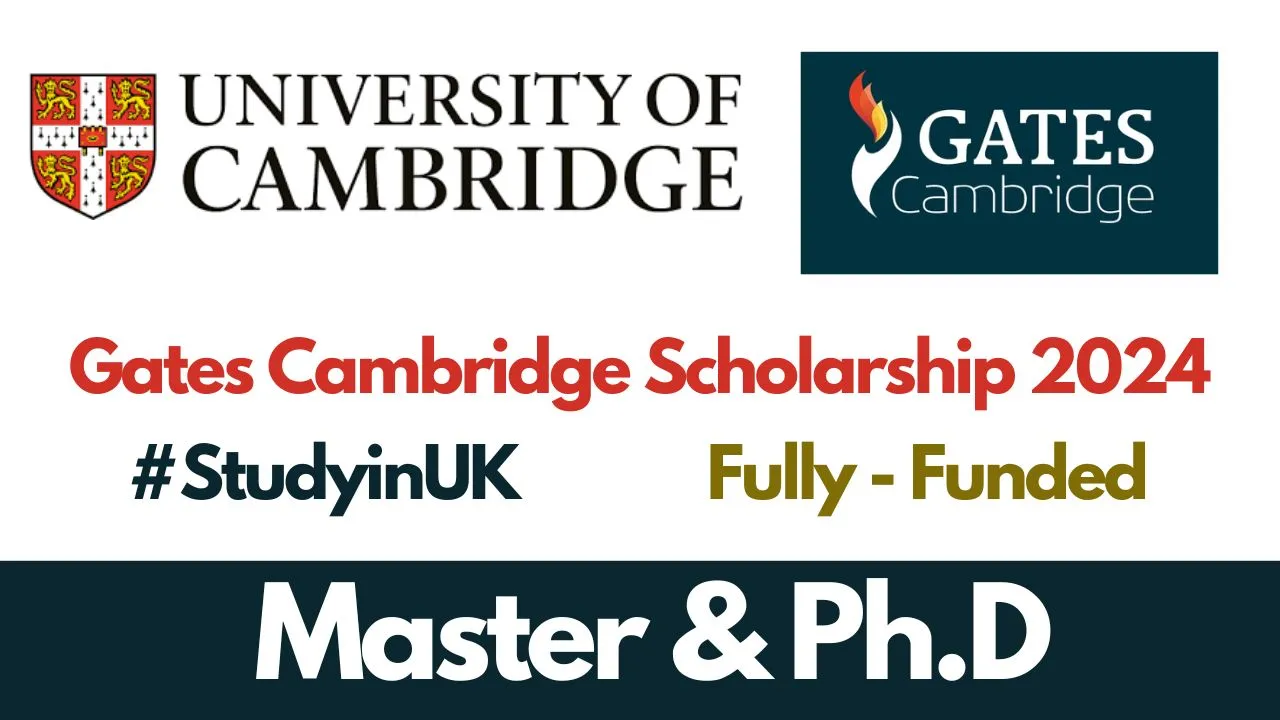 UNIVERSITY OF
CAMBRIDGE
GATES
Cambridge
Gates Cambridge Scholarship 2024
#StudyinUK
Fully - Funded
Master & Ph.D